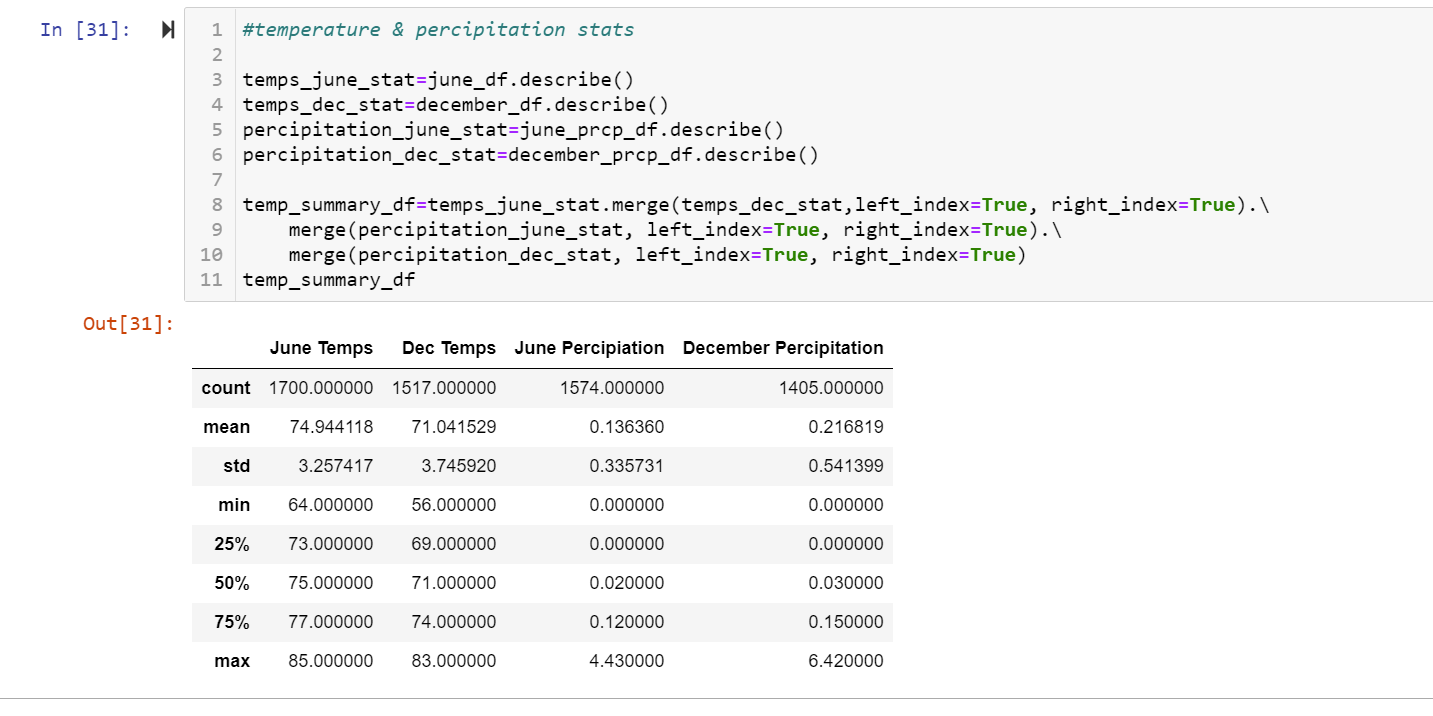 In [31]:
1 #temperature & percipitation stats
2
3 temps_june_stat=june_df.describe()
4 temps_dec_stat=december_df.describe()
5 percipitation_june_stat=june_prcp_df.describe()
6 percipitation_dec_stat=december_prcp_df.describe()
7
8 temp_summary_df=temps_june_stat.merge(temps_dec_stat,left_index=True, right_index=True).\
9     merge(percipitation_june_stat, left_index=True, right_index=True).\
10     merge(percipitation_dec_stat, left_index=True, right_index=True)
11 temp_summary_df
Out[31]:
June Temps Dec Temps June Percipiation December Percipitation
count 1700.000000 1517.000000 1574.000000 1405.000000
mean 74.944118 71.041529 0.136360 0.216819
std 3.257417 3.745920 0.335731 0.541399
min 64.000000 56.000000 0.000000 0.000000
25% 73.000000 69.000000 0.000000 0.000000
50% 75.000000 71.000000 0.020000 0.030000
75% 77.000000 74.000000 0.120000 0.150000
max 85.000000 83.000000 4.430000 6.420000